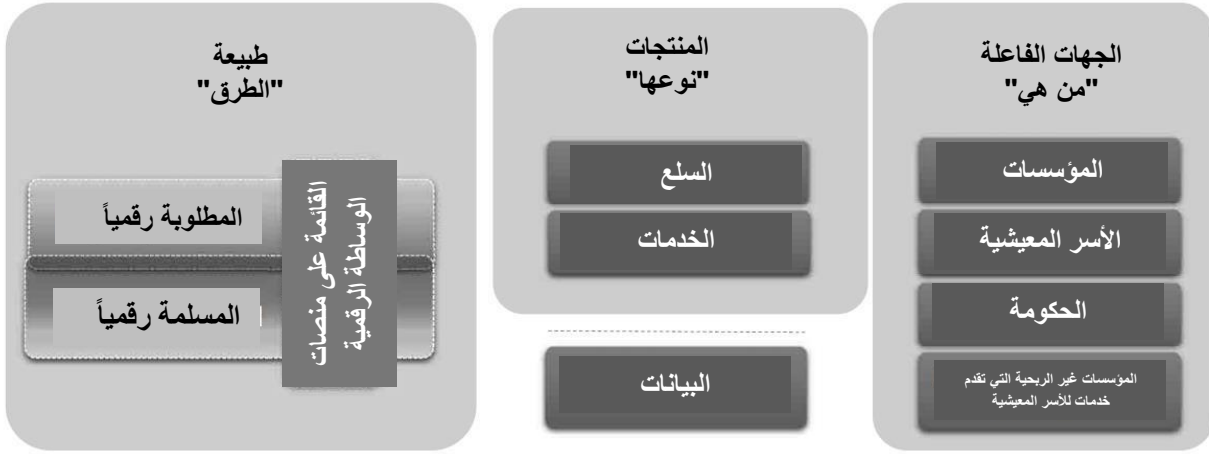 الجهات الفاعلة
"من هي"
المؤسسات
الأسر المعيشية
الحكومة
المؤسسات غير الربحية التي تقدم
خدمات للأسر المعيشية
المنتجات
"نوعها"
السلع
الخدمات
البيانات
طبيعة
"الطرق"
القائمة على منصات
الوساطة الرقمية
المطلوبة رقمياً
المسلمة رقمياً